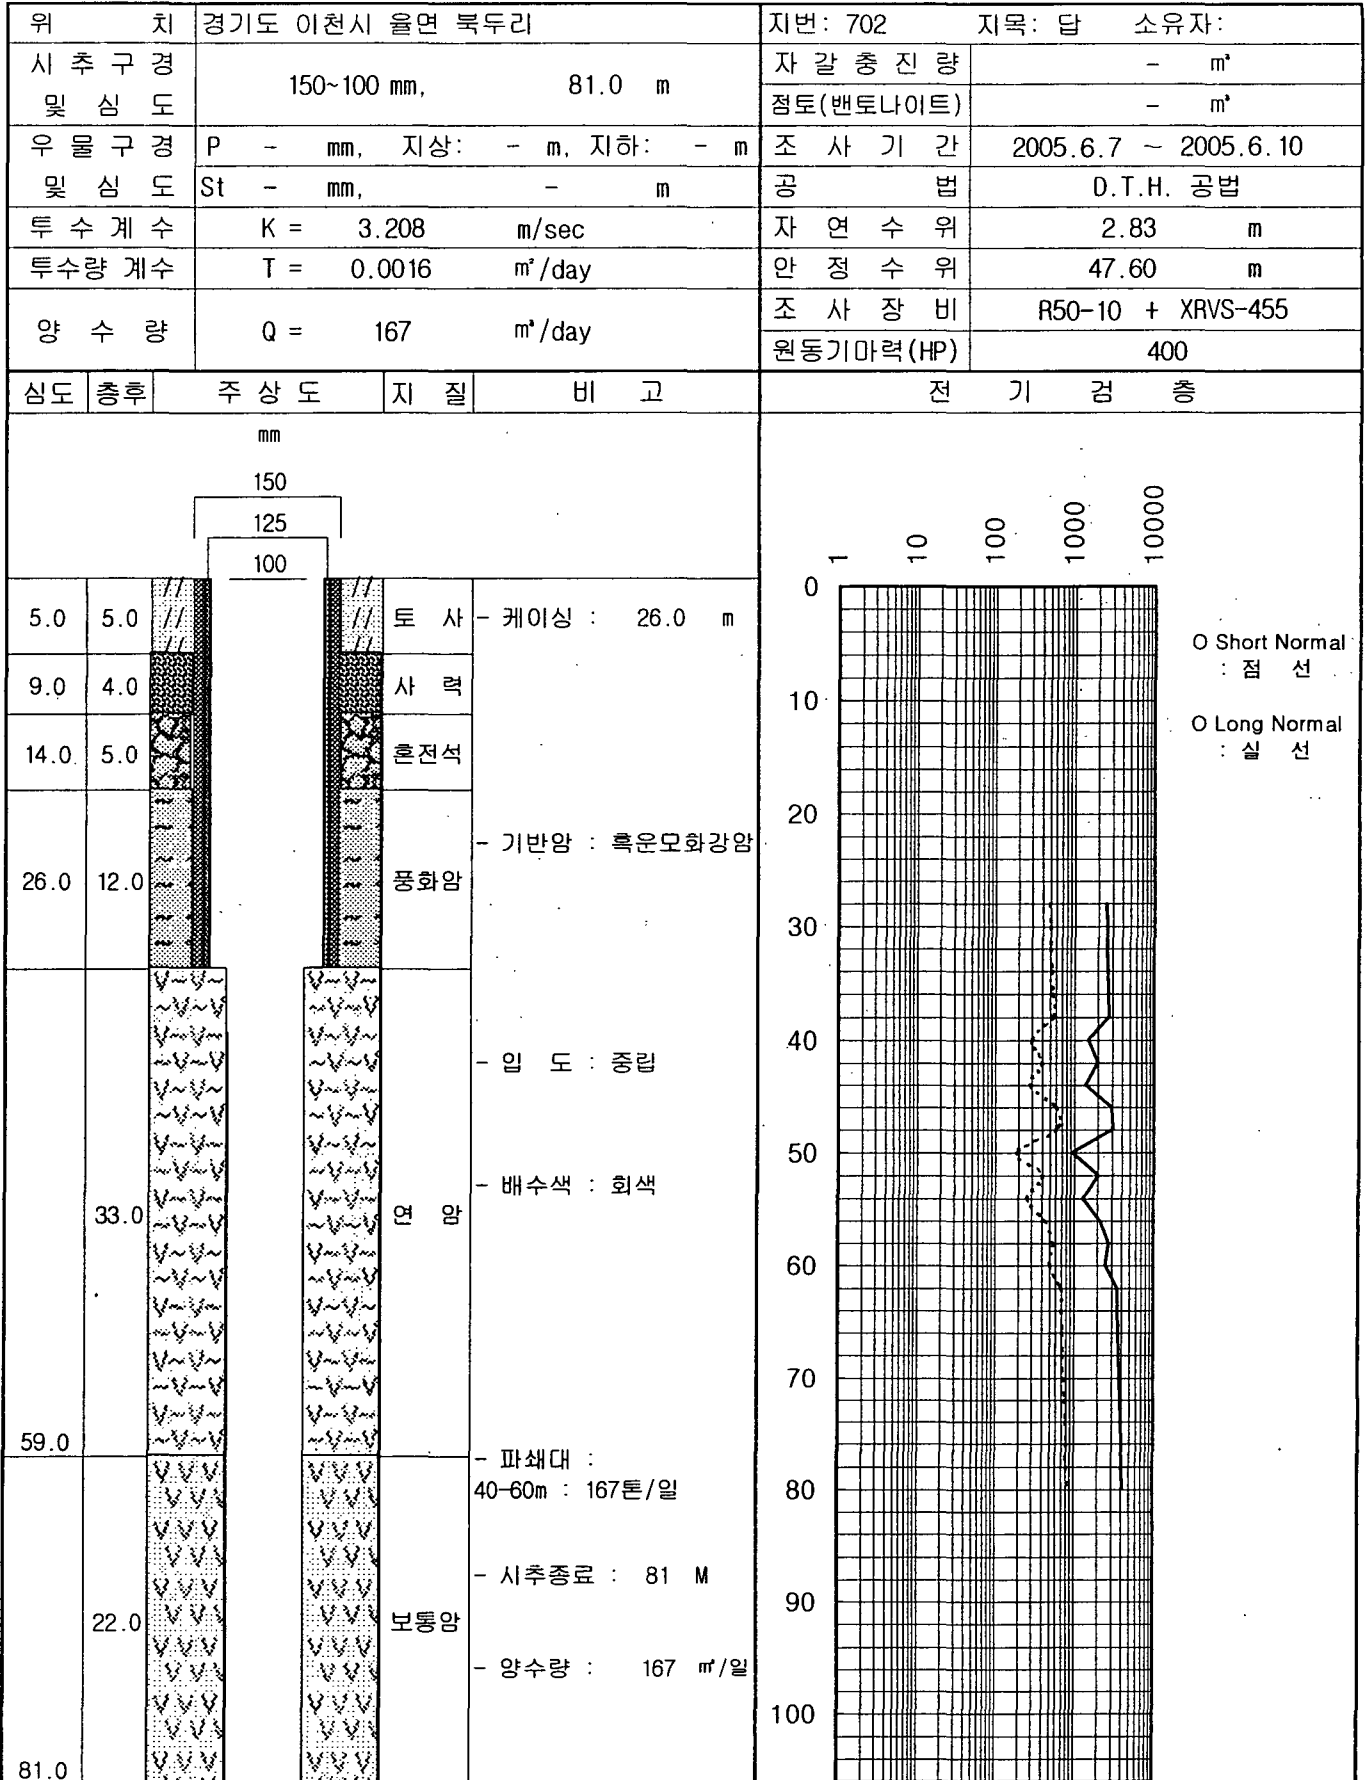 위 치 경기도 이천시 율면 북두리 지번: 702 지목: 답 소유자:
시 추 구 경 및 심 도 150~100 mm, 81.0 m
자 갈 충 진 량 - m³
점토(밴토나이트) - m³
우 물 구 경 P - mm, 지상: - m, 지하: - m
조 사 기 간 2005.6.7 ~ 2005.6.10
및 심 도 St - mm, - m
공 법 D.T.H. 공법
투 수 계 수 K = 3.208 m/sec
자 연 수 위 2.83 m
투수량 계수 T = 0.0016 m²/day
안 정 수 위 47.60 m
양 수 량 Q = 167 m³/day
조 사 장 비 R50-10 + XRVS-455
원동기마력(HP) 400
심도 층후 주 상 도 지 질 비 고 전 기 검 층
mm
150
125
100
5.0 5.0 토 사 - 케이싱 : 26.0 m
9.0 4.0 사 력
14.0 5.0 혼전석
- 기반암 : 흑운모화강암
26.0 12.0 풍화암
- 입 도 : 중립
- 배수색 : 회색
33.0 연 암
59.0
- 파쇄대 :
40-60m : 167톤/일
- 시추종료 : 81 M
22.0 보통암
- 양수량 : 167 ㎥/일
81.0
1 10 100 1000 10000
0
10
20
30
40
50
60
70
80
90
100
O Short Normal
: 점 선
O Long Normal
: 실 선